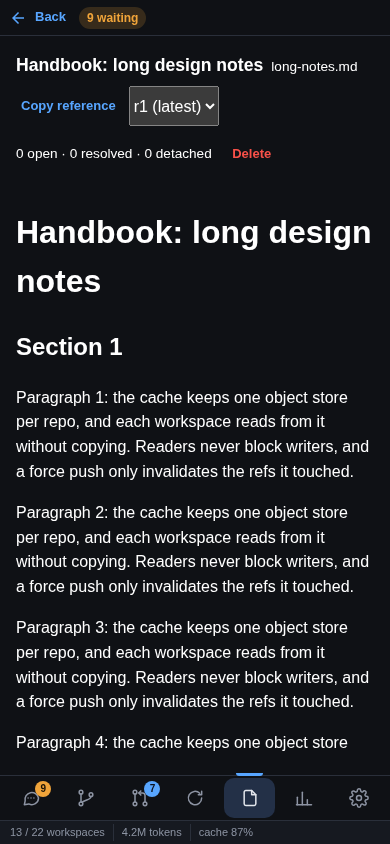 Back 9 waiting
Handbook: long design notes long-notes.md
Copy reference r1 (latest)
0 open · 0 resolved · 0 detached Delete
Handbook: long design
notes
Section 1
Paragraph 1: the cache keeps one object store
per repo, and each workspace reads from it
without copying. Readers never block writers, and
a force push only invalidates the refs it touched.
Paragraph 2: the cache keeps one object store
per repo, and each workspace reads from it
without copying. Readers never block writers, and
a force push only invalidates the refs it touched.
Paragraph 3: the cache keeps one object store
per repo, and each workspace reads from it
without copying. Readers never block writers, and
a force push only invalidates the refs it touched.
Paragraph 4: the cache keeps one object store
9 7
13 / 22 workspaces 4.2M tokens cache 87%